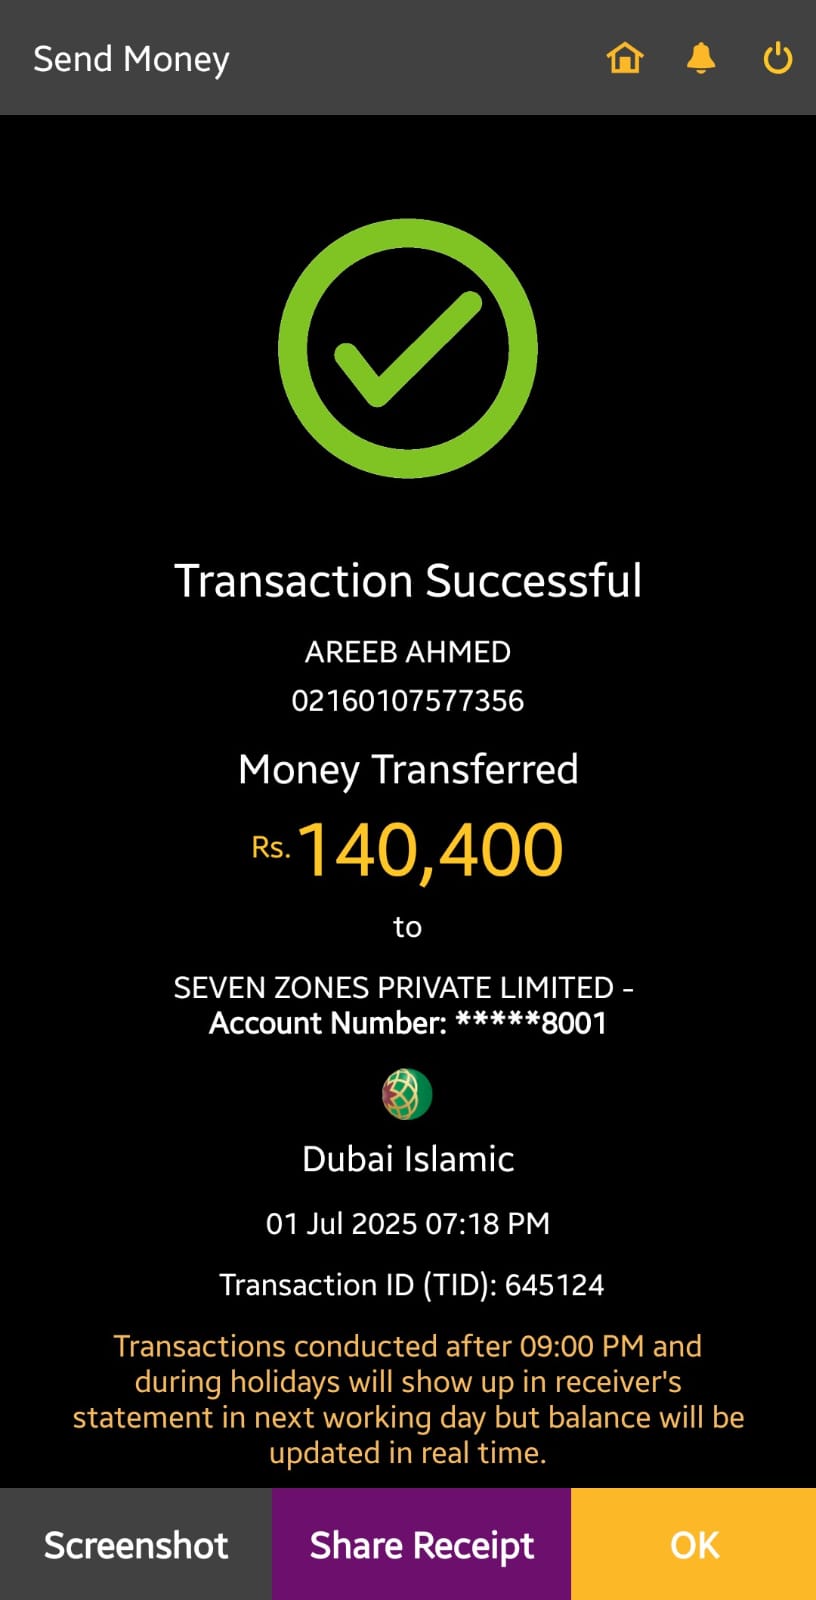 Send Money
Transaction Successful
AREEB AHMED
02160107577356
Money Transferred
Rs. 140,400
to
SEVEN ZONES PRIVATE LIMITED -
Account Number: *****8001
Dubai Islamic
01 Jul 2025 07:18 PM
Transaction ID (TID): 645124
Transactions conducted after 09:00 PM and
during holidays will show up in receiver's
statement in next working day but balance will be
updated in real time.
Screenshot
Share Receipt
OK